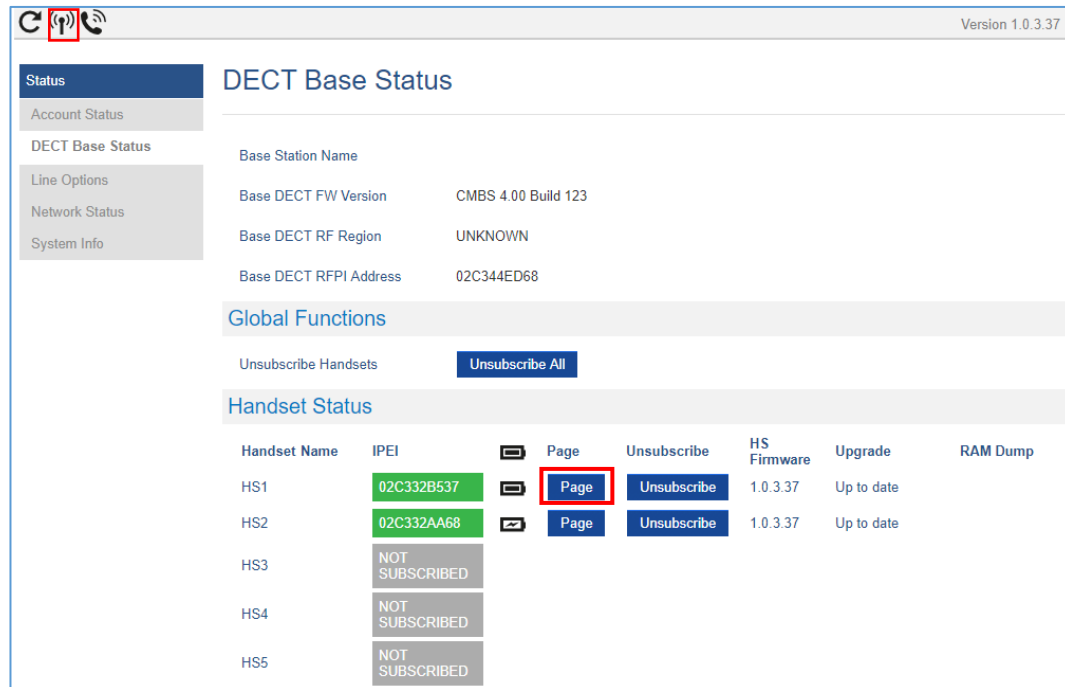 Version 1.0.3.37
Status
Account Status
DECT Base Status
Line Options
Network Status
System Info
DECT Base Status
Base Station Name
Base DECT FW Version CMBS 4.00 Build 123
Base DECT RF Region UNKNOWN
Base DECT RFPI Address 02C344ED68
Global Functions
Unsubscribe Handsets Unsubscribe All
Handset Status
Handset Name IPEI Page Unsubscribe HS Firmware Upgrade RAM Dump
HS1 02C332B537 Page Unsubscribe 1.0.3.37 Up to date
HS2 02C332AA68 Page Unsubscribe 1.0.3.37 Up to date
HS3 NOT SUBSCRIBED
HS4 NOT SUBSCRIBED
HS5 NOT SUBSCRIBED